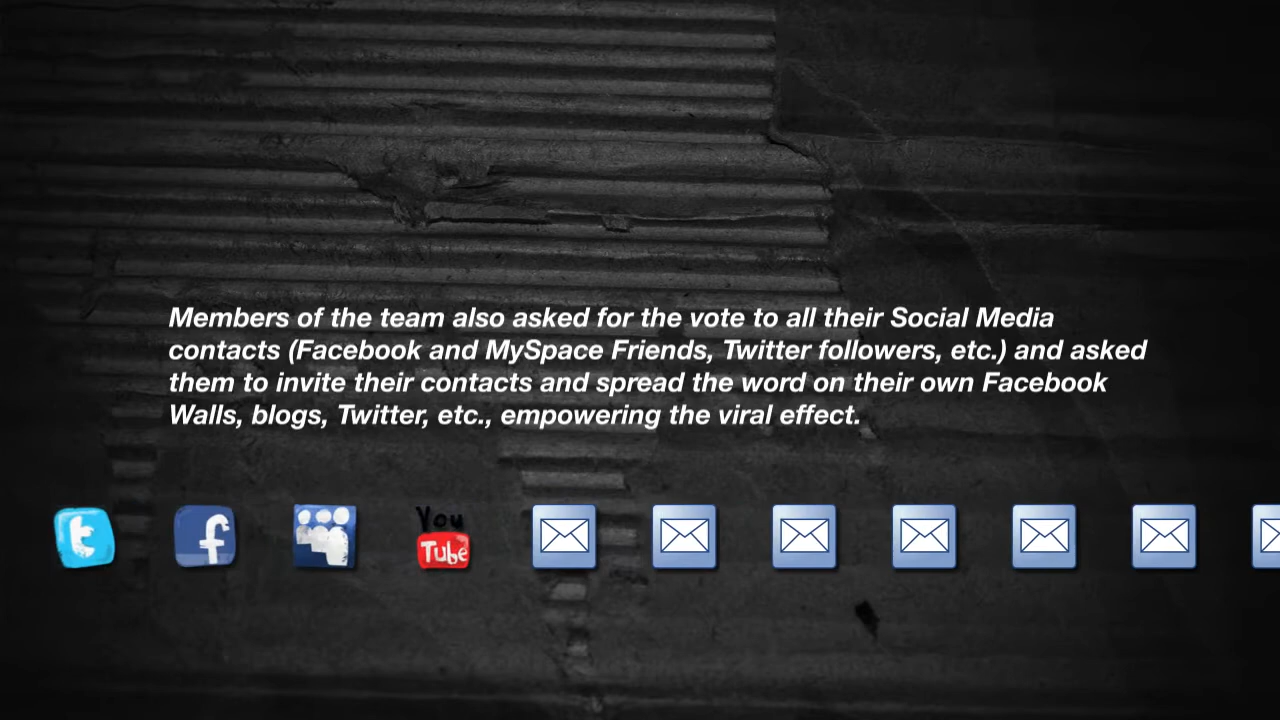 Members of the team also asked for the vote to all their Social Media
contacts (Facebook and MySpace Friends, Twitter followers, etc.) and asked
them to invite their contacts and spread the word on their own Facebook
Walls, blogs, Twitter, etc., empowering the viral effect.
t
f
You
Tube